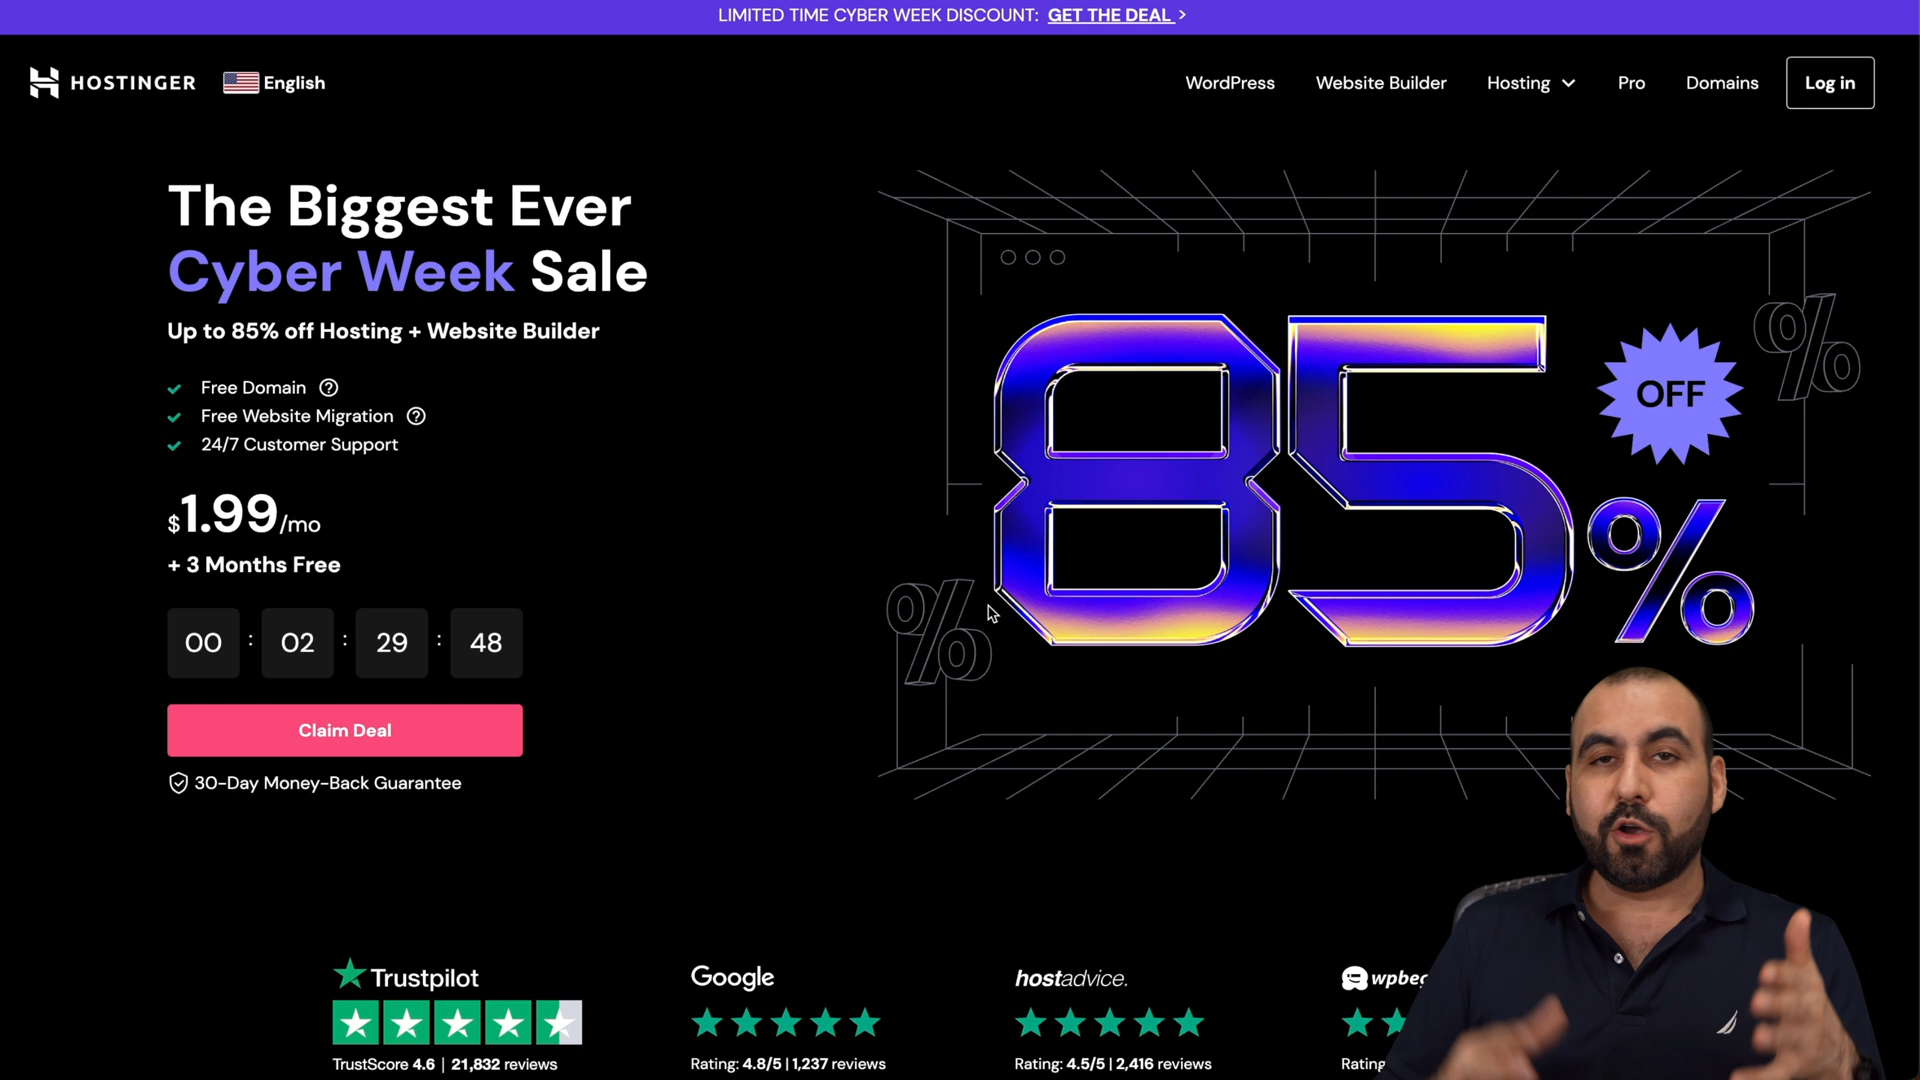 LIMITED TIME CYBER WEEK DISCOUNT: GET THE DEAL >
HOSTINGER English
WordPress Website Builder Hosting Pro Domains Log in
The Biggest Ever
Cyber Week Sale
Up to 85% off Hosting + Website Builder
Free Domain
Free Website Migration
24/7 Customer Support
$1.99/mo
+ 3 Months Free
00 : 02 : 29 : 48
Claim Deal
30-Day Money-Back Guarantee
85%
OFF
%
%
Trustpilot
TrustScore 4.6 | 21,832 reviews
Google
Rating: 4.8/5 | 1,237 reviews
hostadvice.
Rating: 4.5/5 | 2,416 reviews
Rating